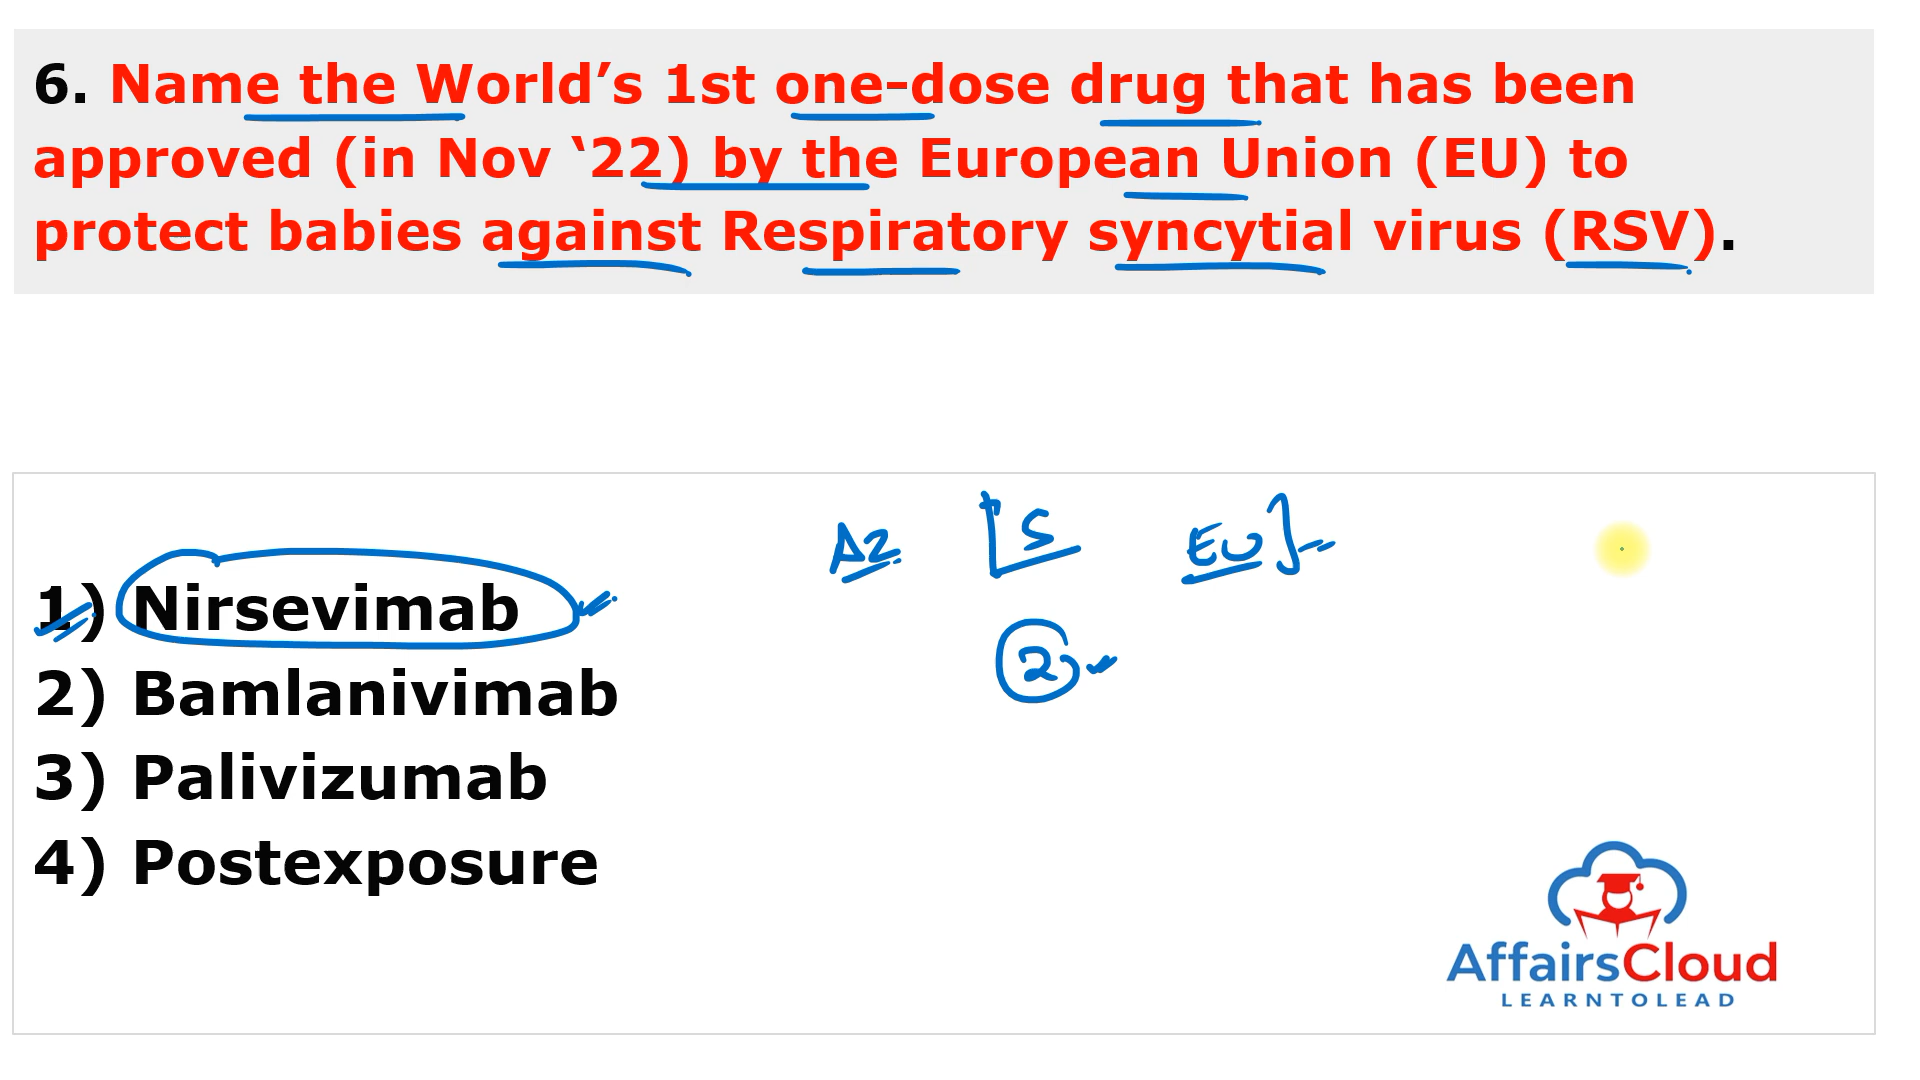 6. Name the World’s 1st one-dose drug that has been
approved (in Nov ‘22) by the European Union (EU) to
protect babies against Respiratory syncytial virus (RSV).
AZ [S EU]
1) Nirsevimab
2
2) Bamlanivimab
3) Palivizumab
4) Postexposure
AffairsCloud
LEARNTOLEAD